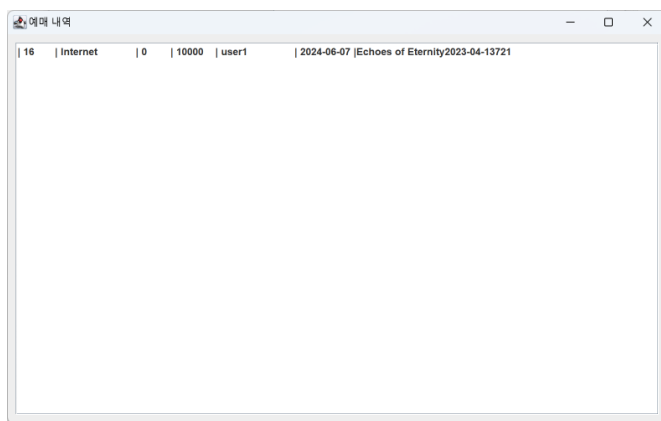 예매 내역
| 16 | Internet | 0 | 10000 | user1 | 2024-06-07 |Echoes of Eternity2023-04-13721